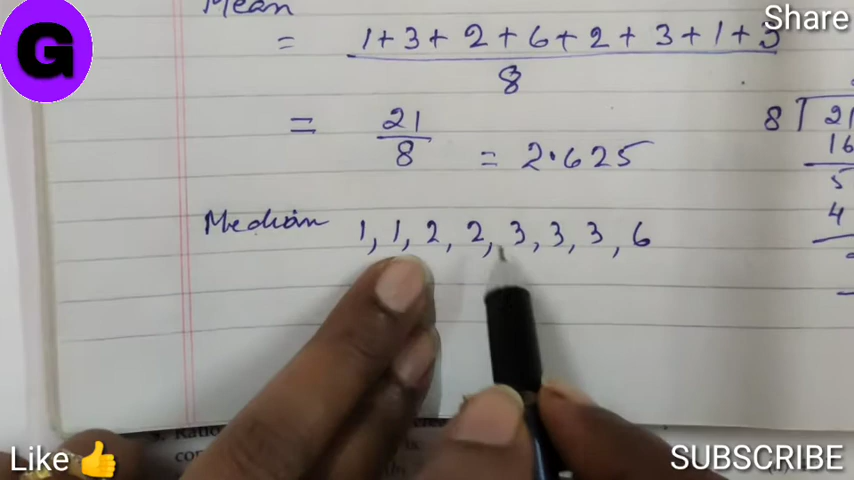 Mean
Share
G
= 1+3+2+6+2+3+1+3
8
= 21
8
= 2.625
8 21
16
5
4
Median 1, 1, 2, 2, 3, 3, 3, 6
Like 👍
SUBSCRIBE